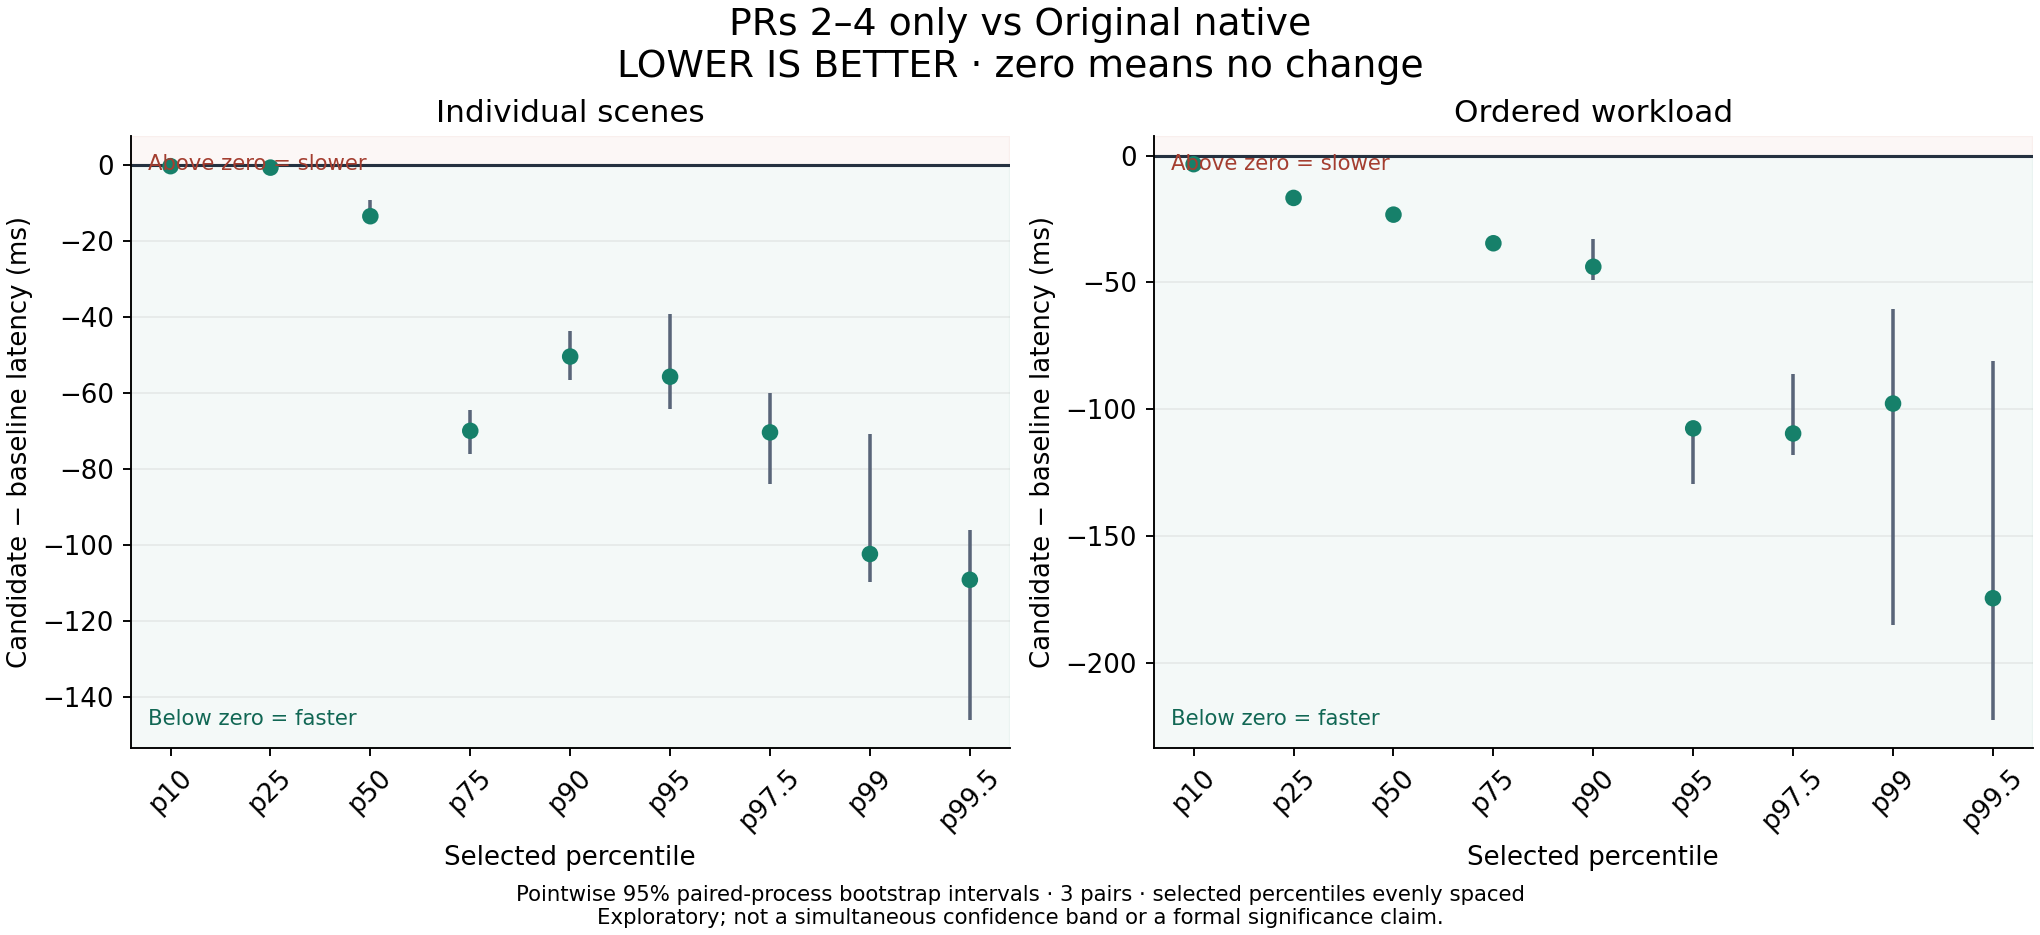 PRs 2–4 only vs Original native
LOWER IS BETTER · zero means no change
Individual scenes
Candidate − baseline latency (ms)
0
−20
−40
−60
−80
−100
−120
−140
Above zero = slower
Below zero = faster
p10
p25
p50
p75
p90
p95
p97.5
p99
p99.5
Selected percentile
Ordered workload
Candidate − baseline latency (ms)
0
−50
−100
−150
−200
Above zero = slower
Below zero = faster
p10
p25
p50
p75
p90
p95
p97.5
p99
p99.5
Selected percentile
Pointwise 95% paired-process bootstrap intervals · 3 pairs · selected percentiles evenly spaced
Exploratory; not a simultaneous confidence band or a formal significance claim.